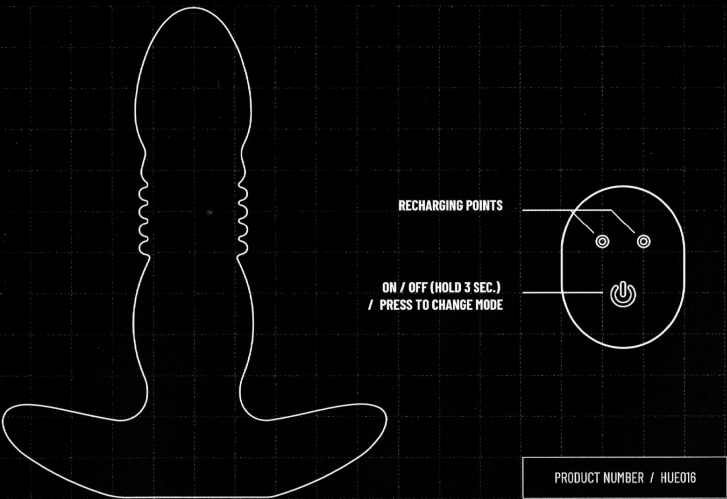 RECHARGING POINTS
ON / OFF (HOLD 3 SEC.)
/ PRESS TO CHANGE MODE
PRODUCT NUMBER / HUE016